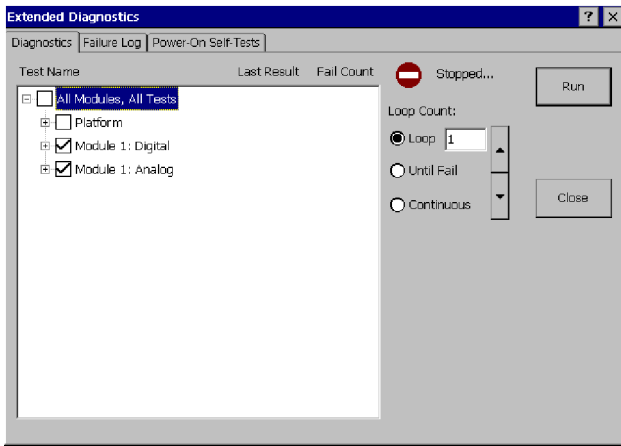 Extended Diagnostics
Diagnostics Failure Log Power-On Self-Tests
Test Name Last Result Fail Count
All Modules, All Tests
Platform
Module 1: Digital
Module 1: Analog
Stopped...
Run
Loop Count:
Loop 1
Until Fail
Continuous
Close